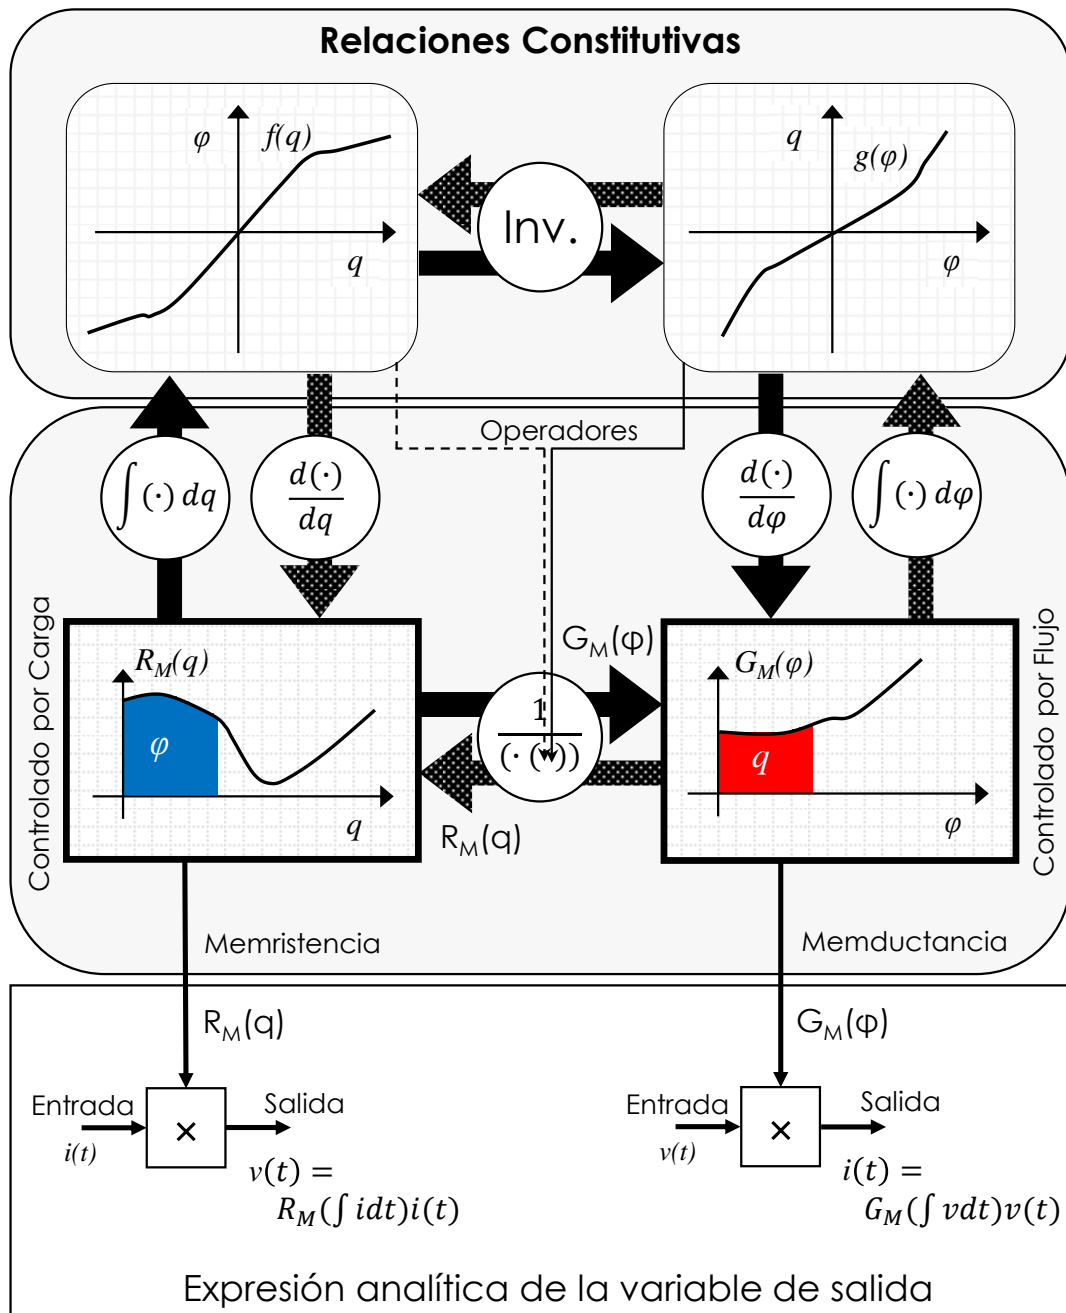 Relaciones Constitutivas
φ
f(q)
q
Inv.
q
g(φ)
φ
Operadores
∫(·) dq
d(·)
dq
d(·)
dφ
∫(·) dφ
Controlado por Carga
R_M(q)
φ
q
G_M(φ)
1
(· (·))
R_M(q)
G_M(φ)
q
φ
Controlado por Flujo
Memristencia
Memductancia
R_M(q)
G_M(φ)
Entrada
i(t)
×
Salida
v(t) =
R_M(∫ idt)i(t)
Entrada
v(t)
×
Salida
i(t) =
G_M(∫ vdt)v(t)
Expresión analítica de la variable de salida